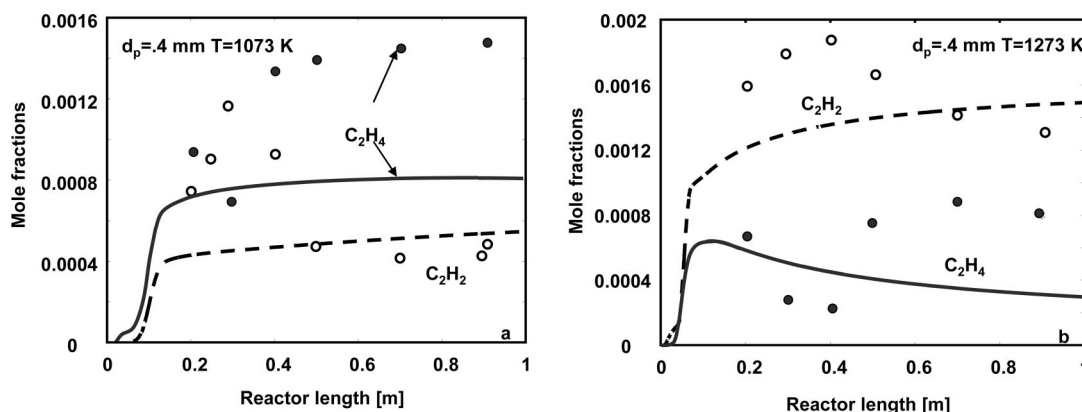 0.0016
d_p=.4 mm T=1073 K
0.0012
C₂H₄
0.0008
0.0004
C₂H₂
0
a
0
0.2
0.4
0.6
0.8
1
Reactor length [m]
Mole fractions
0.002
d_p=.4 mm T=1273 K
0.0016
C₂H₂
0.0012
0.0008
C₂H₄
0.0004
0
b
0
0.2
0.4
0.6
0.8
1
Reactor length [m]
Mole fractions